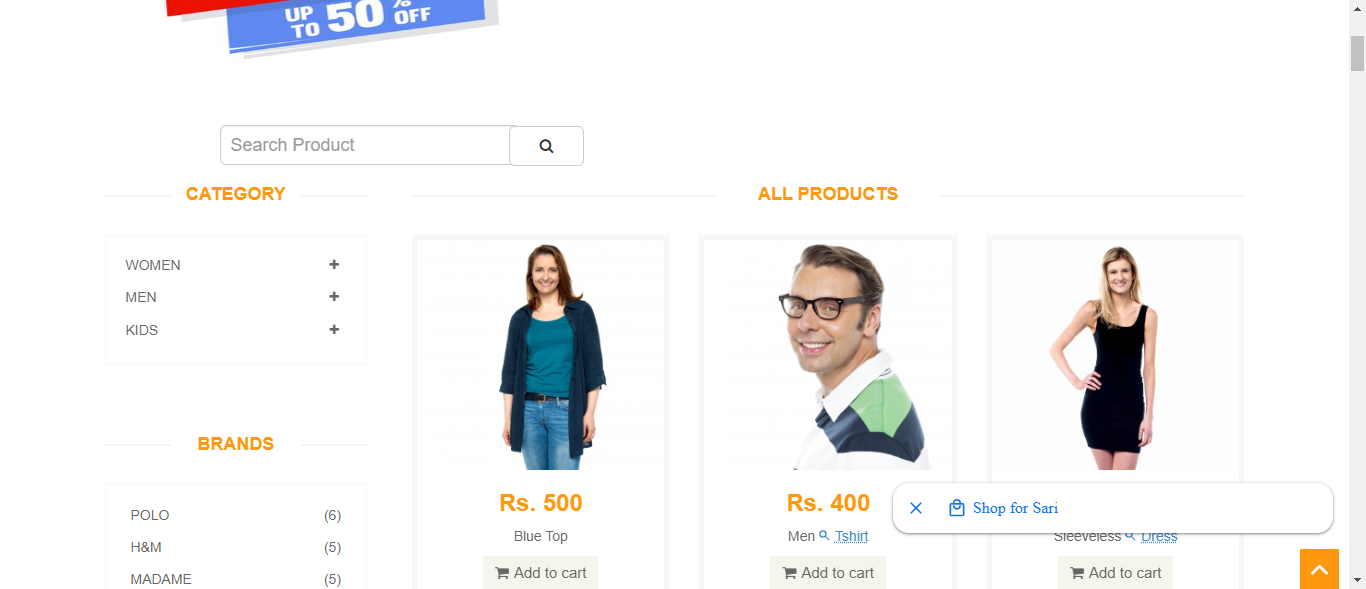 UP
TO 50% OFF
Search Product
CATEGORY
WOMEN
MEN
KIDS
BRANDS
POLO (6)
H&M (5)
MADAME (5)
ALL PRODUCTS
Rs. 500
Blue Top
Add to cart
Rs. 400
Men Tshirt
Add to cart
Sleeveless Dress
Add to cart
Shop for Sari